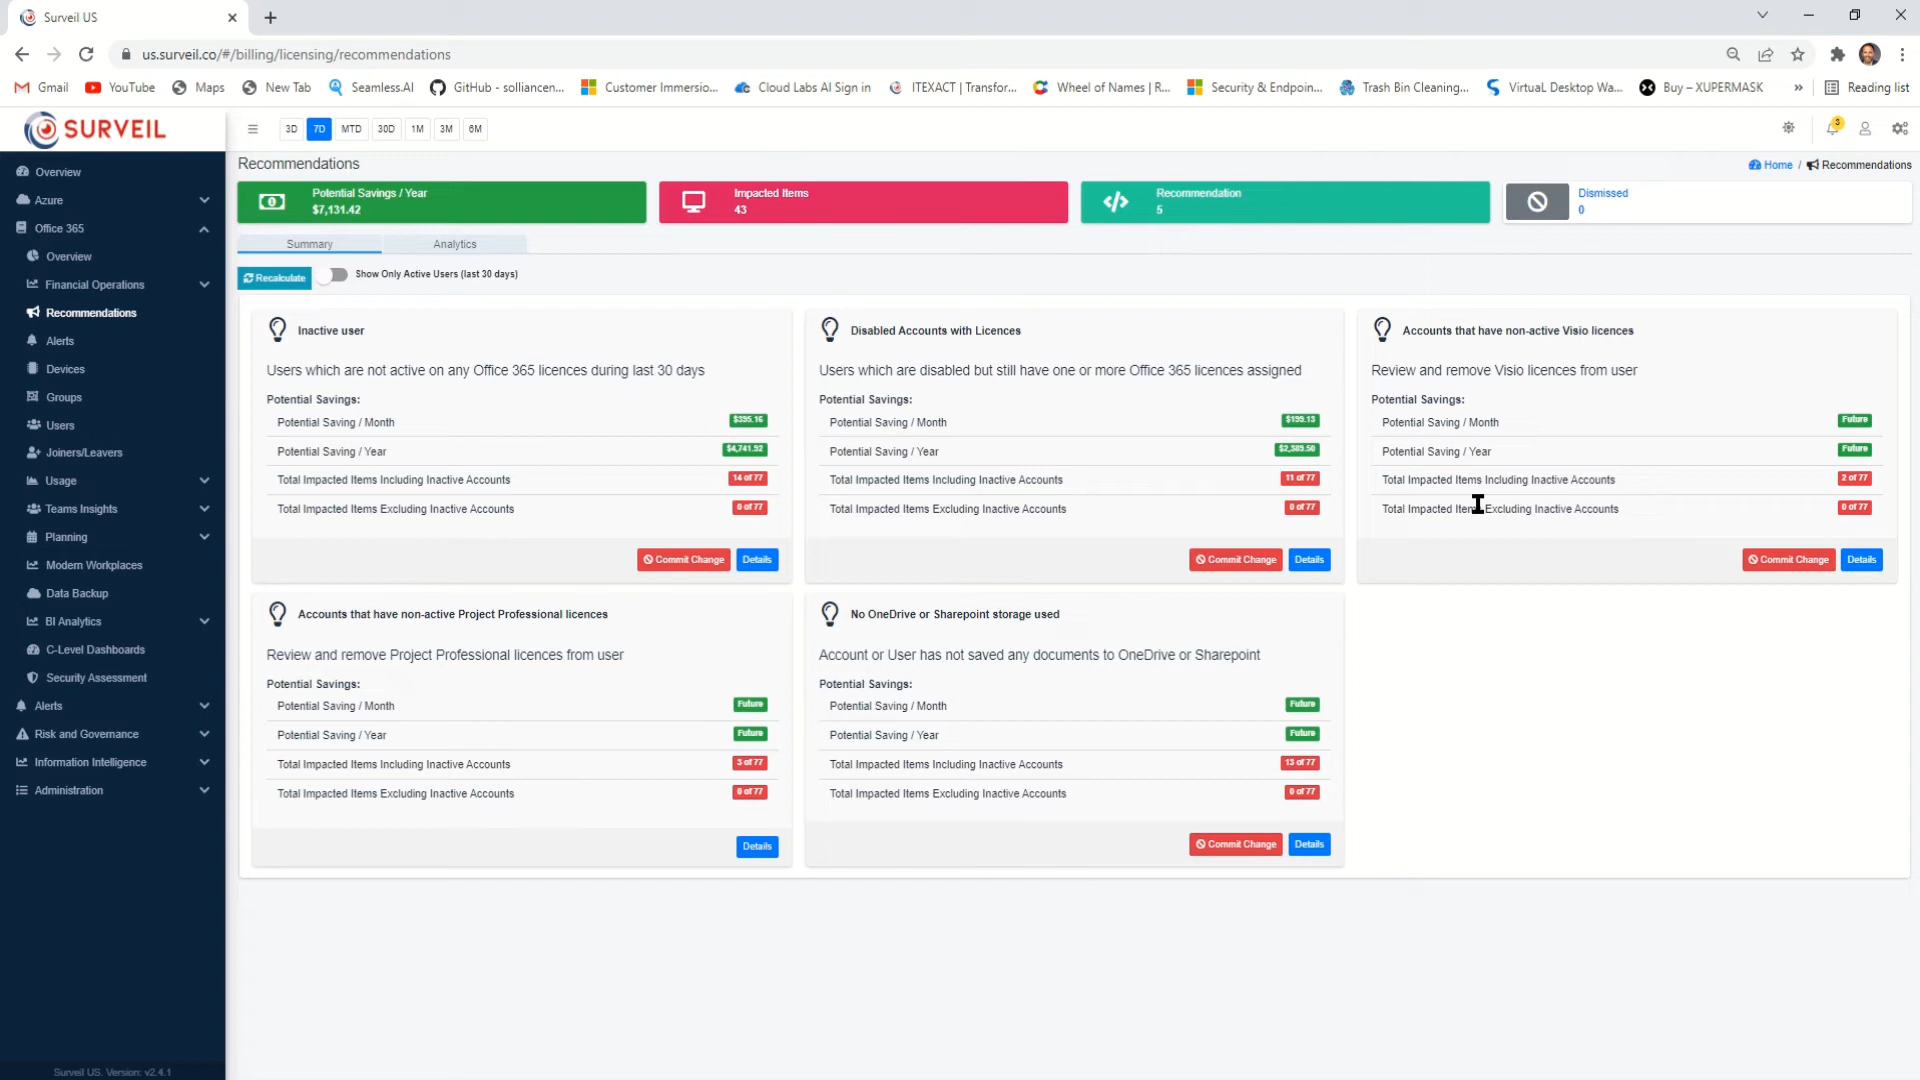 Surveil US
us.surveil.co/#/billing/licensing/recommendations
Gmail
YouTube
Maps
New Tab
Seamless.AI
GitHub - solliancen...
Customer Immersio...
Cloud Labs AI Sign in
ITEXACT | Transfor...
Wheel of Names | R...
Security & Endpoin...
Trash Bin Cleaning...
VirtuaL Desktop Wa...
Buy – XUPERMASK
»
Reading list
SURVEIL
3D 7D MTD 30D 1M 3M 6M
3
Overview
Azure
Office 365
Overview
Financial Operations
Recommendations
Alerts
Devices
Groups
Users
Joiners/Leavers
Usage
Teams Insights
Planning
Modern Workplaces
Data Backup
BI Analytics
C-Level Dashboards
Security Assessment
Alerts
Risk and Governance
Information Intelligence
Administration
Surveil US. Version: v2.4.1
Recommendations
Home / Recommendations
Potential Savings / Year
$7,131.42
Impacted Items
43
Recommendation
5
Dismissed
0
Summary
Analytics
Recalculate
Show Only Active Users (last 30 days)
Inactive user
Users which are not active on any Office 365 licences during last 30 days
Potential Savings:
Potential Saving / Month $395.16
Potential Saving / Year $4,741.92
Total Impacted Items Including Inactive Accounts 14 of 77
Total Impacted Items Excluding Inactive Accounts 0 of 77
Commit Change Details
Disabled Accounts with Licences
Users which are disabled but still have one or more Office 365 licences assigned
Potential Savings:
Potential Saving / Month $199.13
Potential Saving / Year $2,389.50
Total Impacted Items Including Inactive Accounts 11 of 77
Total Impacted Items Excluding Inactive Accounts 0 of 77
Commit Change Details
Accounts that have non-active Visio licences
Review and remove Visio licences from user
Potential Savings:
Potential Saving / Month Future
Potential Saving / Year Future
Total Impacted Items Including Inactive Accounts 2 of 77
Total Impacted Items Excluding Inactive Accounts 0 of 77
Commit Change Details
Accounts that have non-active Project Professional licences
Review and remove Project Professional licences from user
Potential Savings:
Potential Saving / Month Future
Potential Saving / Year Future
Total Impacted Items Including Inactive Accounts 3 of 77
Total Impacted Items Excluding Inactive Accounts 0 of 77
Details
No OneDrive or Sharepoint storage used
Account or User has not saved any documents to OneDrive or Sharepoint
Potential Savings:
Potential Saving / Month Future
Potential Saving / Year Future
Total Impacted Items Including Inactive Accounts 13 of 77
Total Impacted Items Excluding Inactive Accounts 0 of 77
Commit Change Details